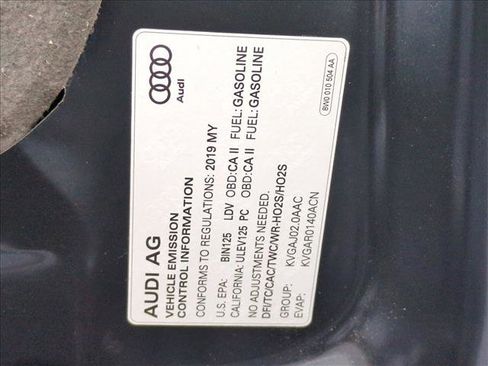 Audi
AUDI AG
VEHICLE EMISSION
CONTROL INFORMATION
CONFORMS TO REGULATIONS: 2019 MY
U.S. EPA: BIN125 LDV OBD:CA II FUEL: GASOLINE
CALIFORNIA: ULEV125 PC OBD:CA II FUEL: GASOLINE
NO ADJUSTMENTS NEEDED.
DFI/TC/CAC/TWC/WR-HO2S/HO2S
GROUP: KVGAJ02.0AAC
EVAP: KVGAR0140ACN
8W0 010 504 AA